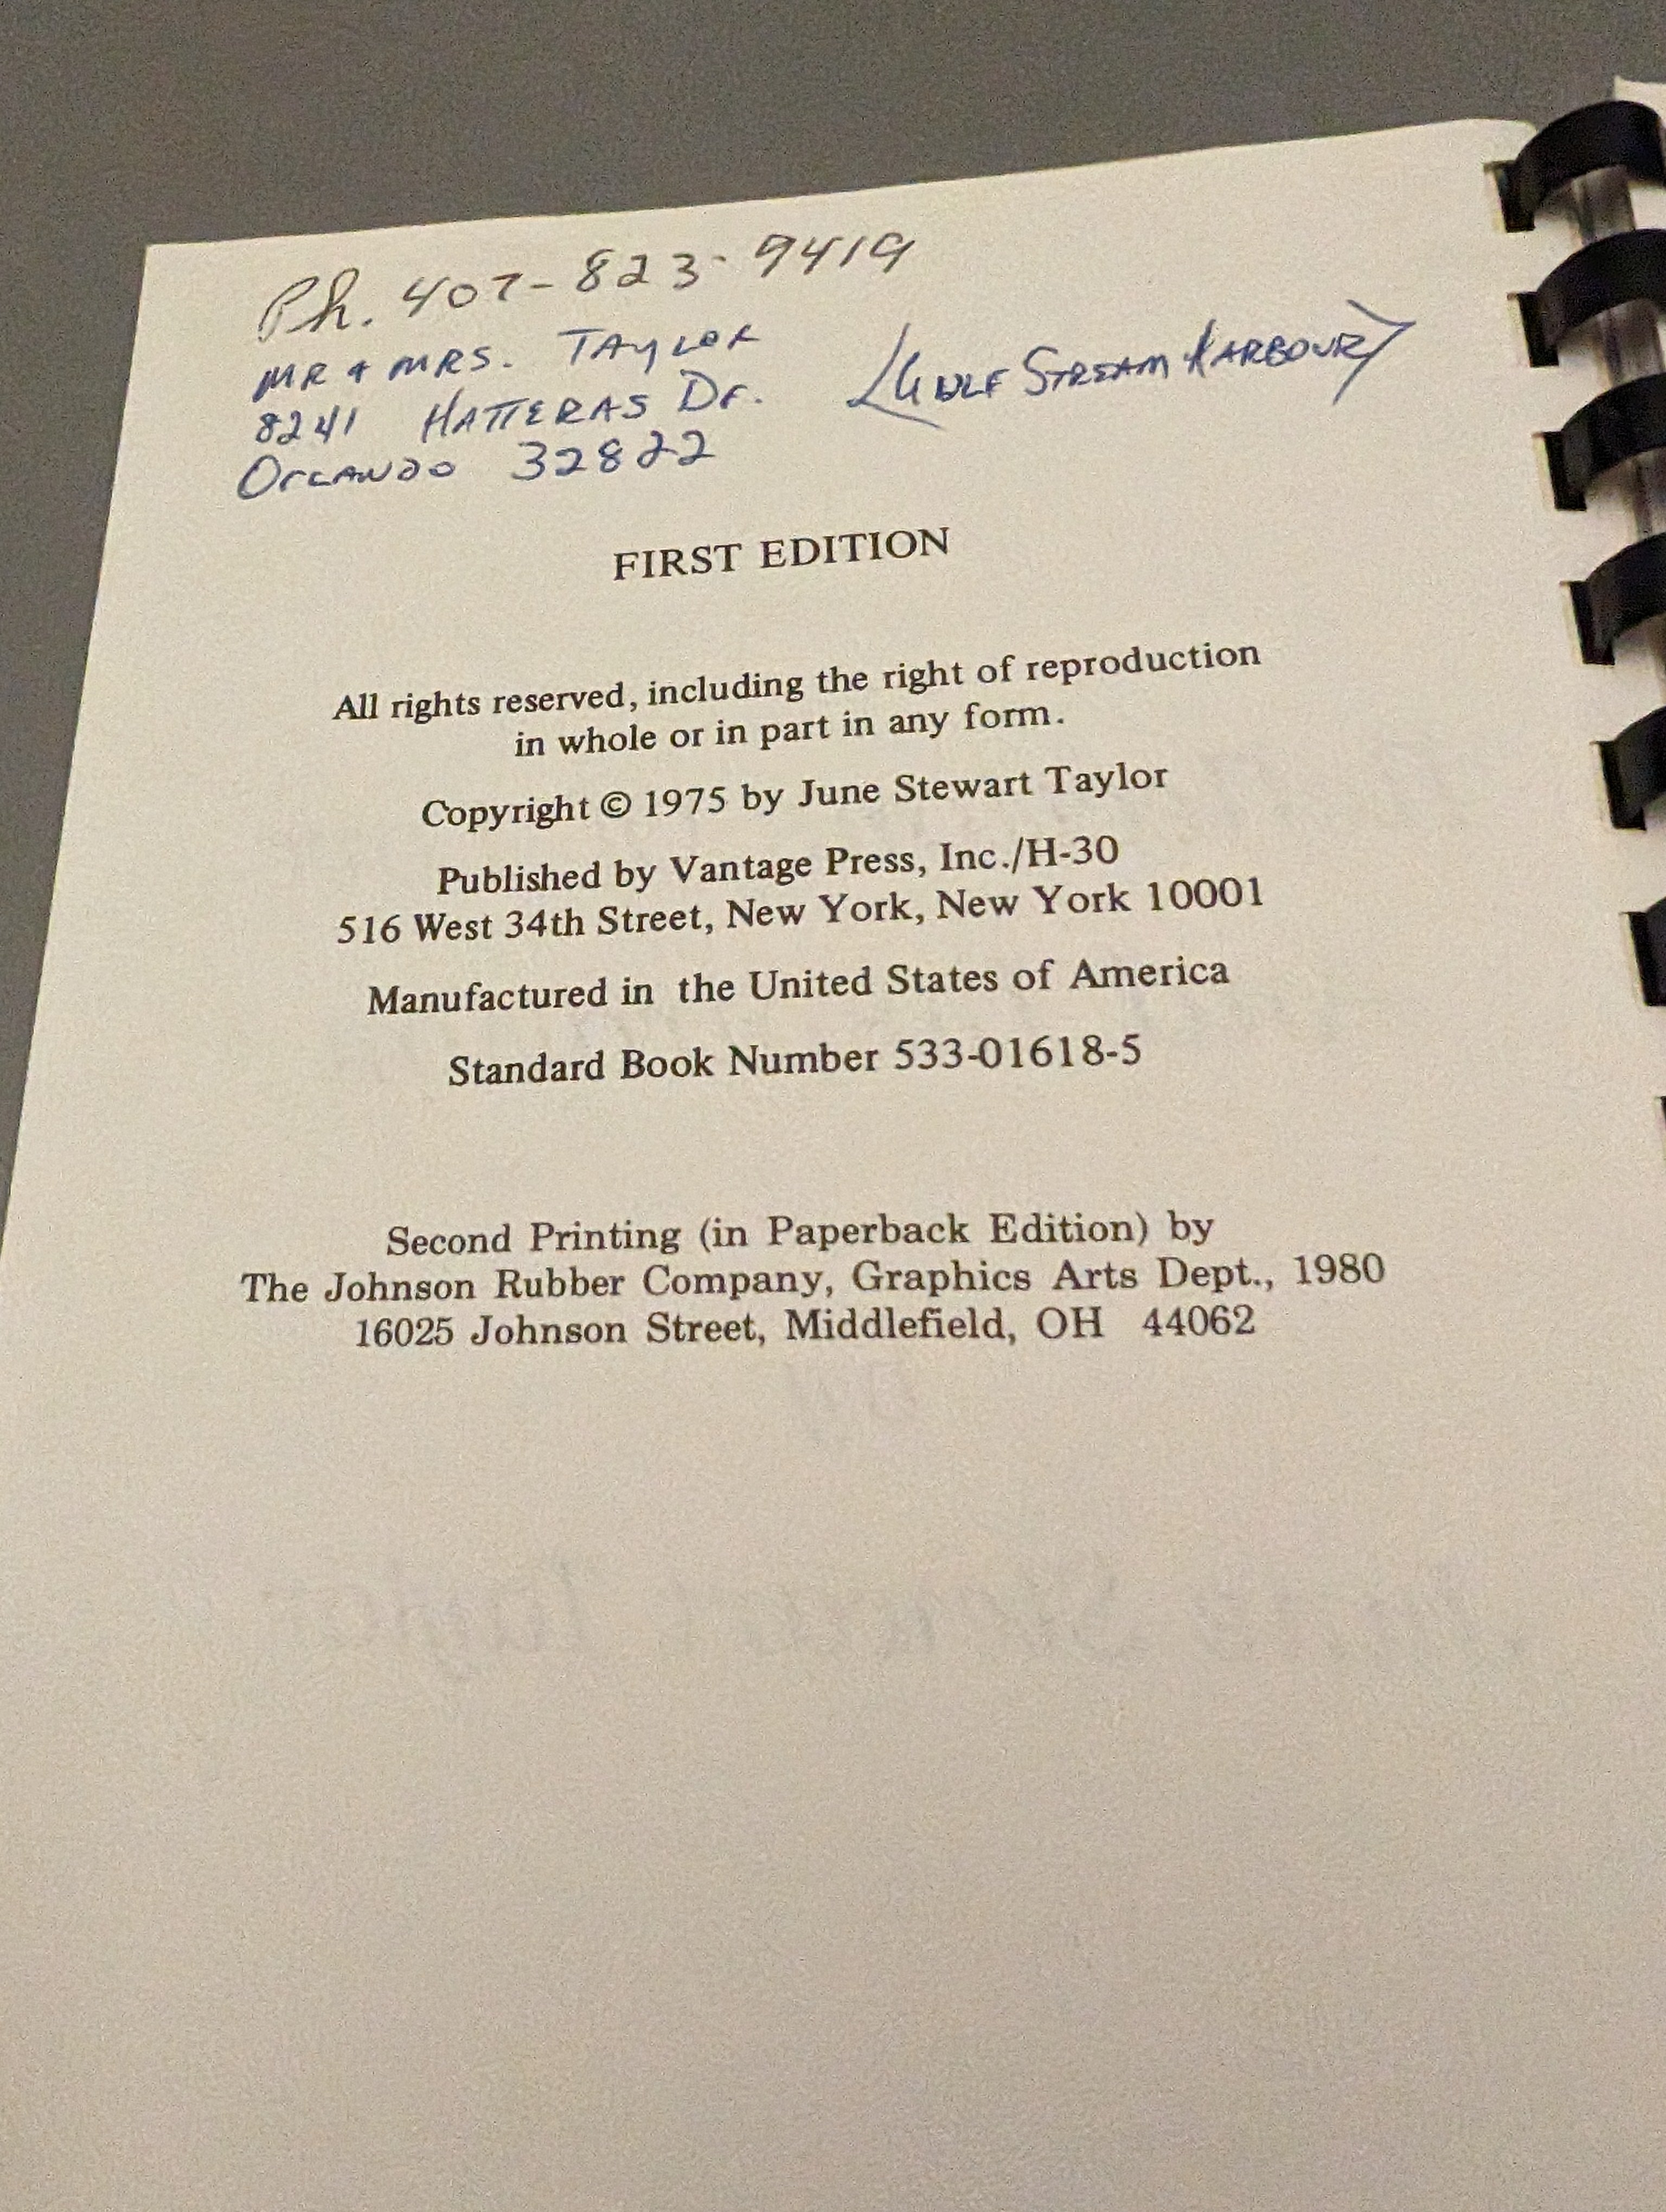 Ph. 407-823-9419
MR & MRS. TAYLOR
8241 HATTERAS Dr.
STREAM HARBOUR
Orlando 32822
FIRST EDITION
All rights reserved, including the right of reproduction
in whole or in part in any form.
Copyright © 1975 by June Stewart Taylor
Published by Vantage Press, Inc./H-30
516 West 34th Street, New York, New York 10001
Manufactured in the United States of America
Standard Book Number 533-01618-5
Second Printing (in Paperback Edition) by
The Johnson Rubber Company, Graphics Arts Dept., 1980
16025 Johnson Street, Middlefield, OH 44062